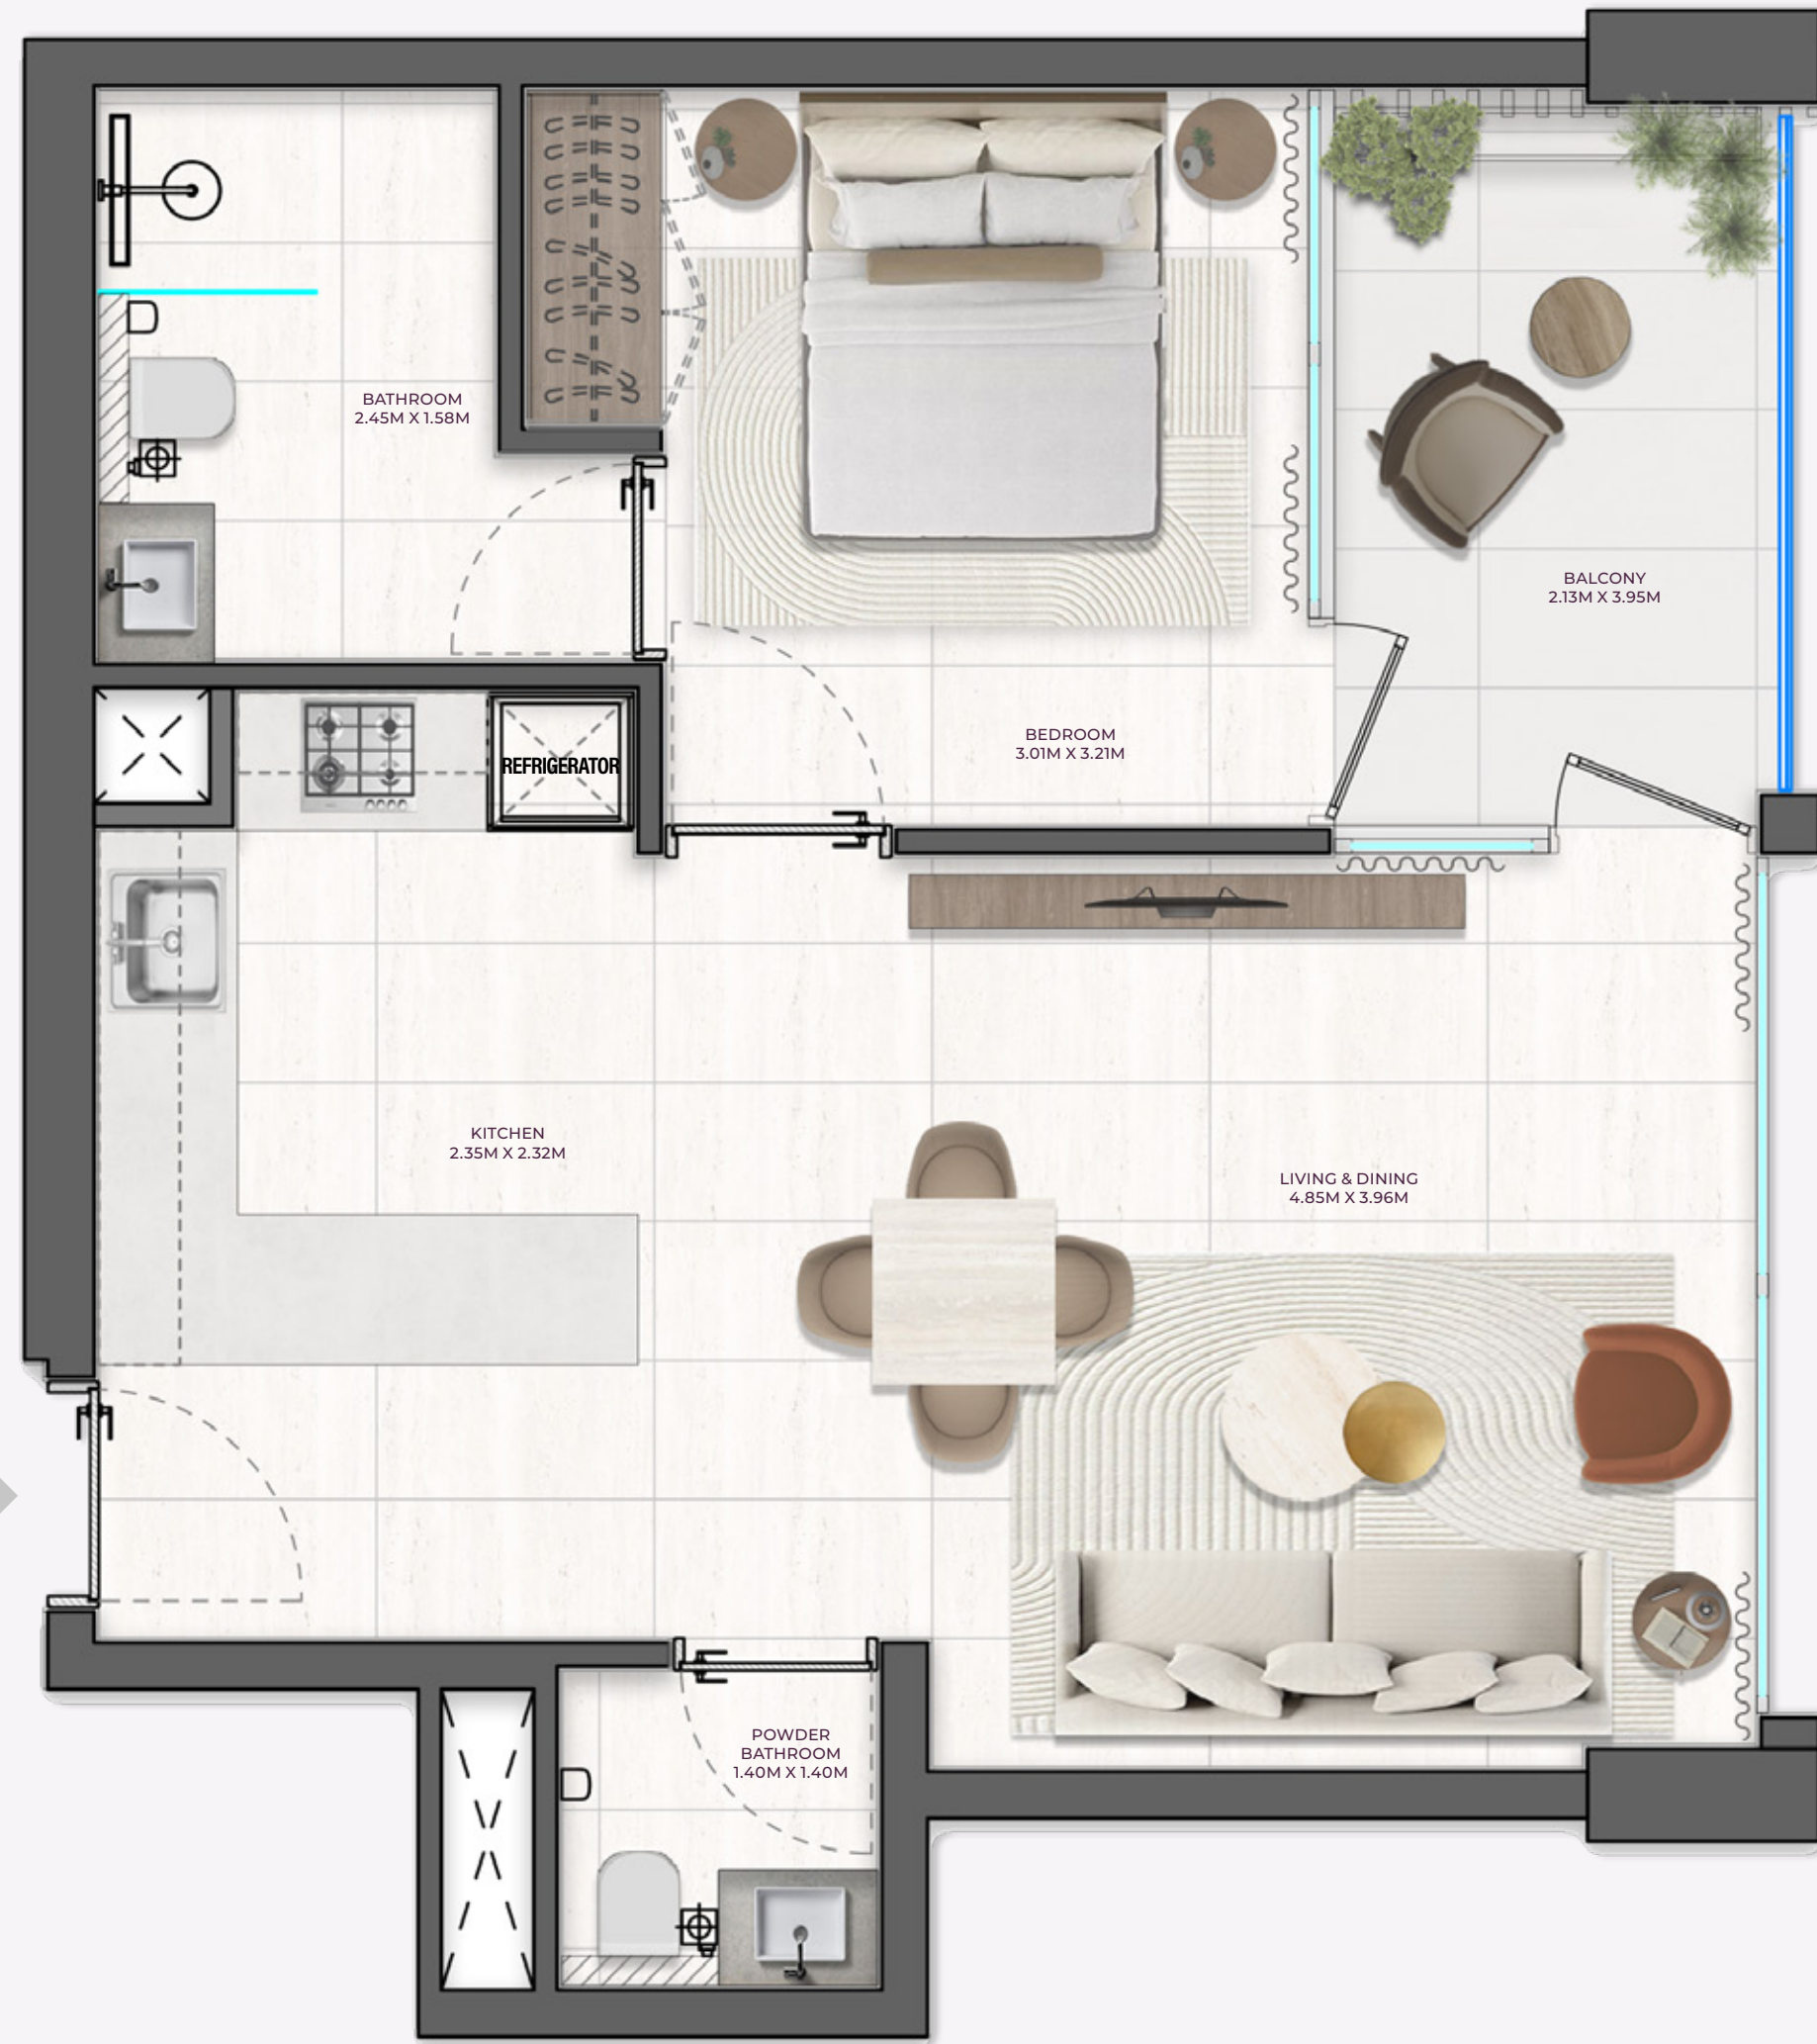 BATHROOM
2.45M X 1.58M
BALCONY
2.13M X 3.95M
BEDROOM
3.01M X 3.21M
REFRIGERATOR
KITCHEN
2.35M X 2.32M
LIVING & DINING
4.85M X 3.96M
POWDER
BATHROOM
1.40M X 1.40M